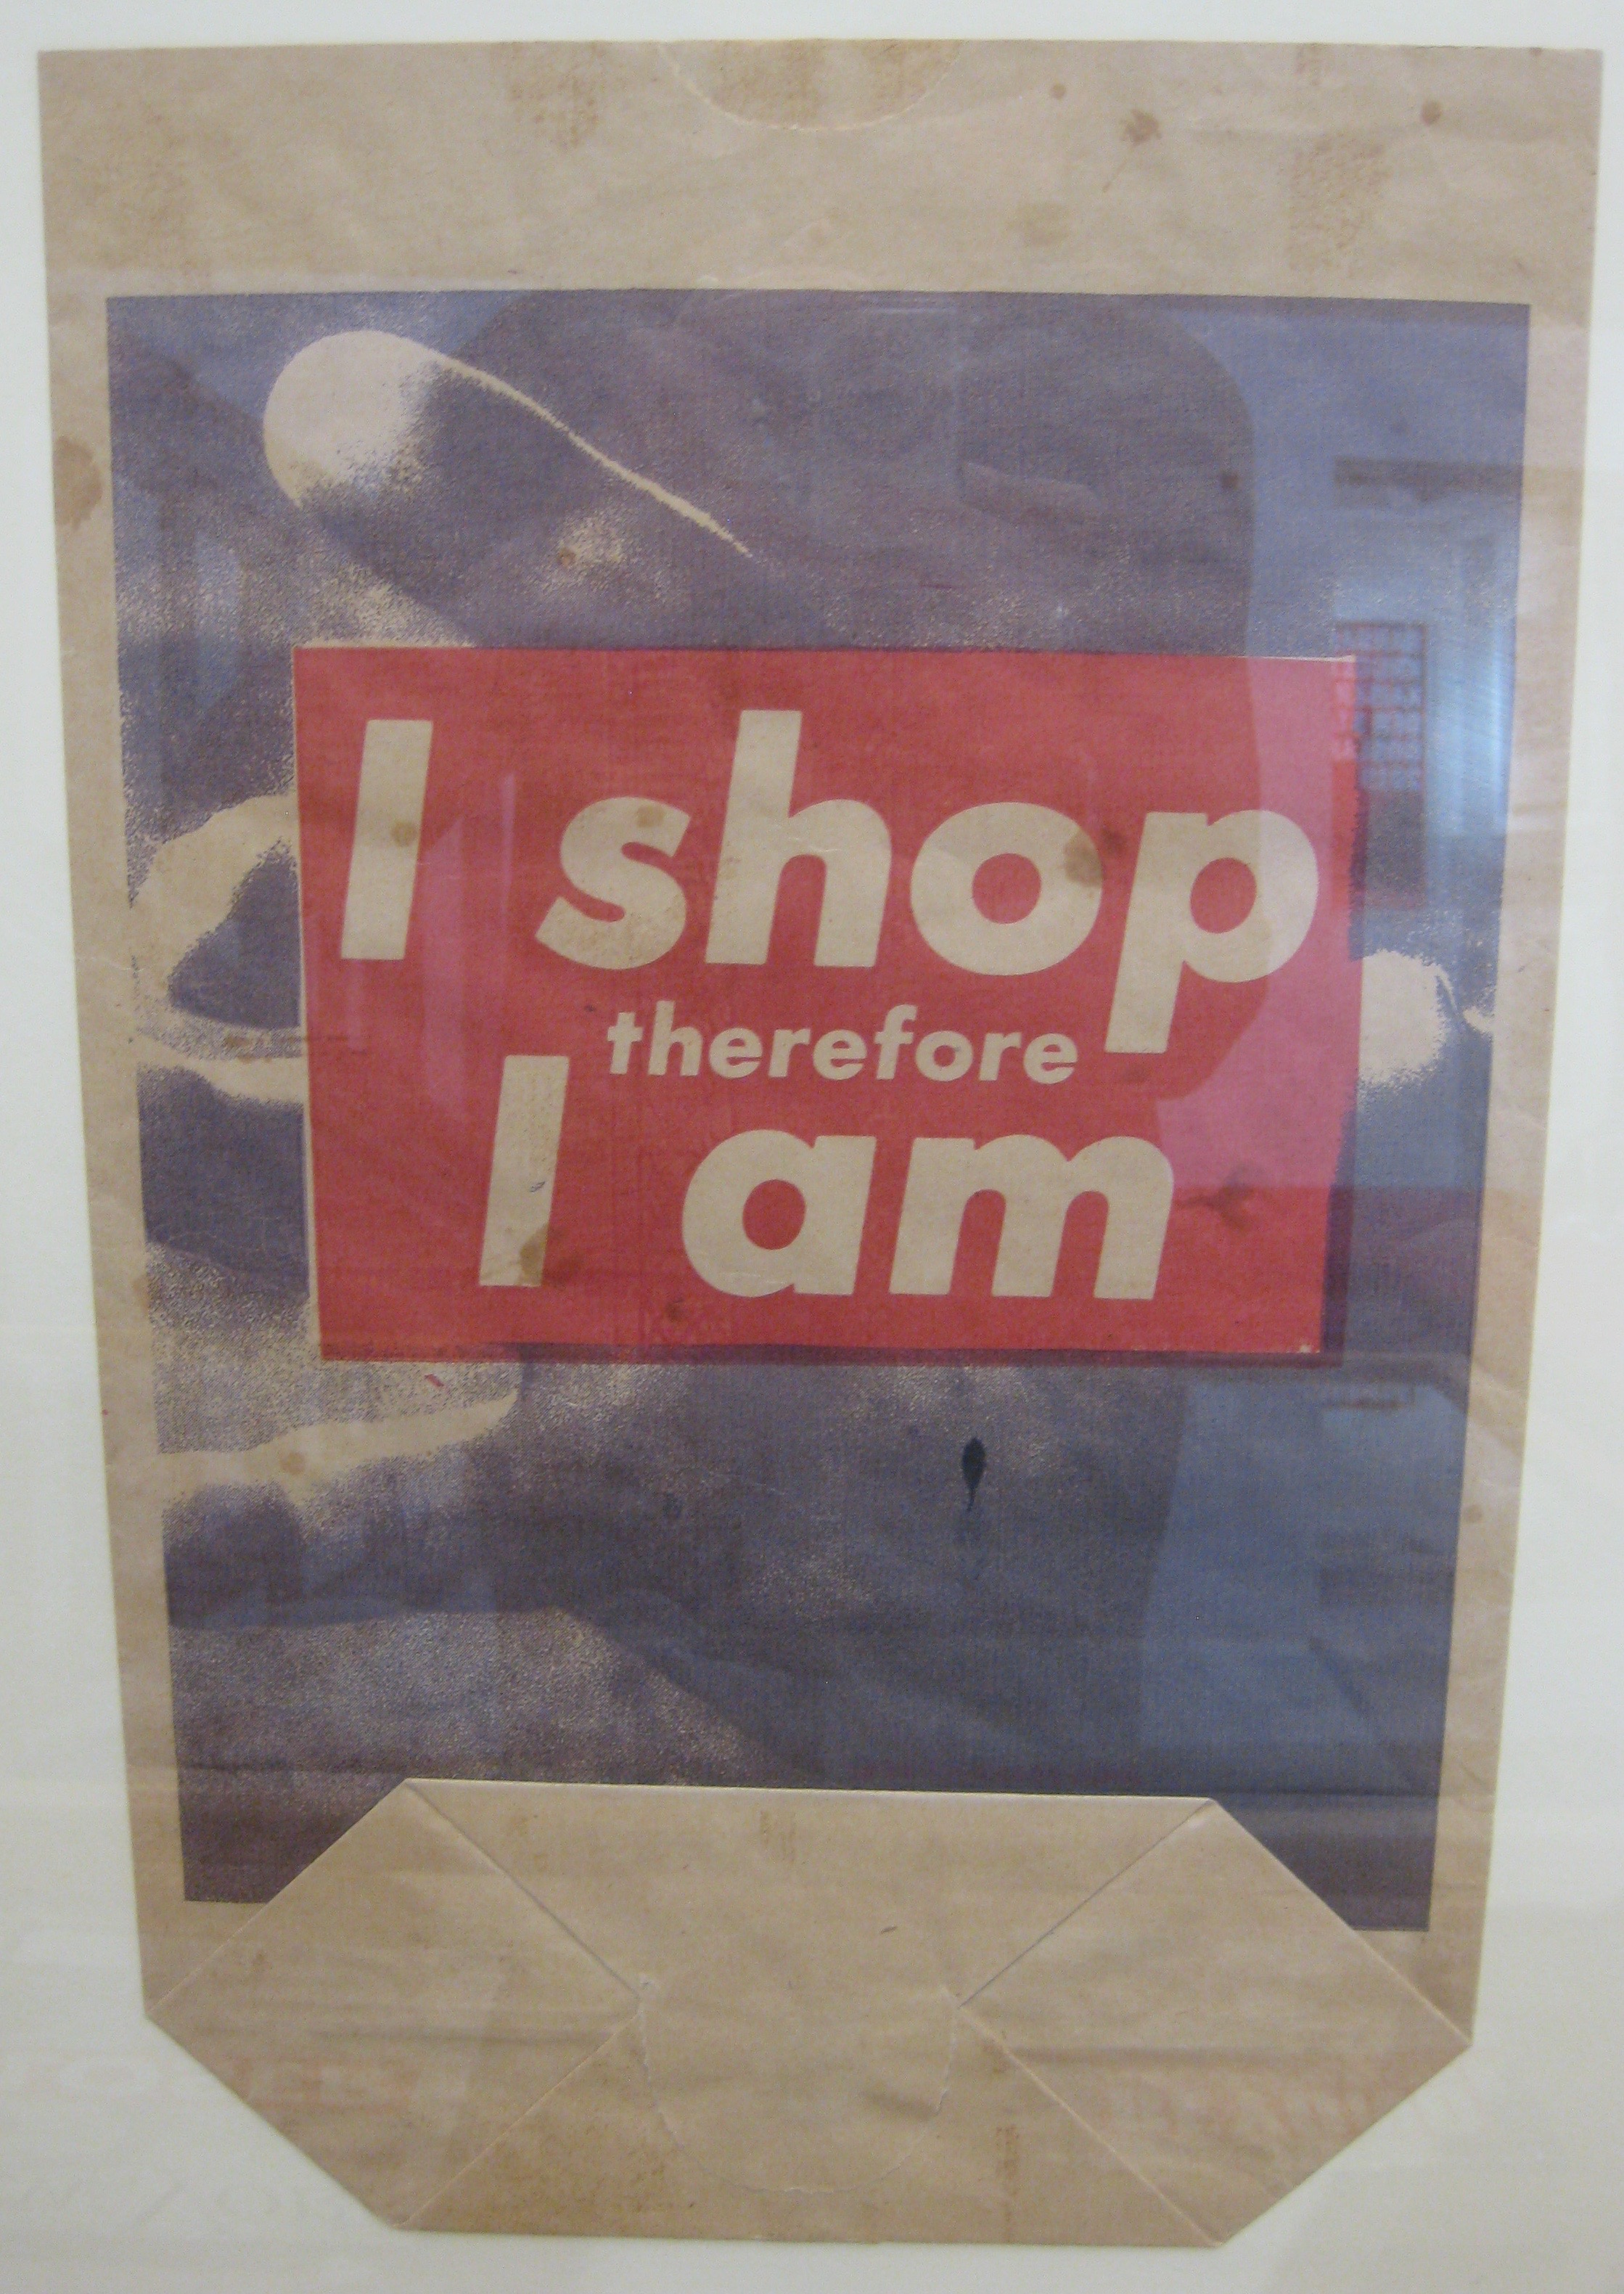 I shop
therefore
I am